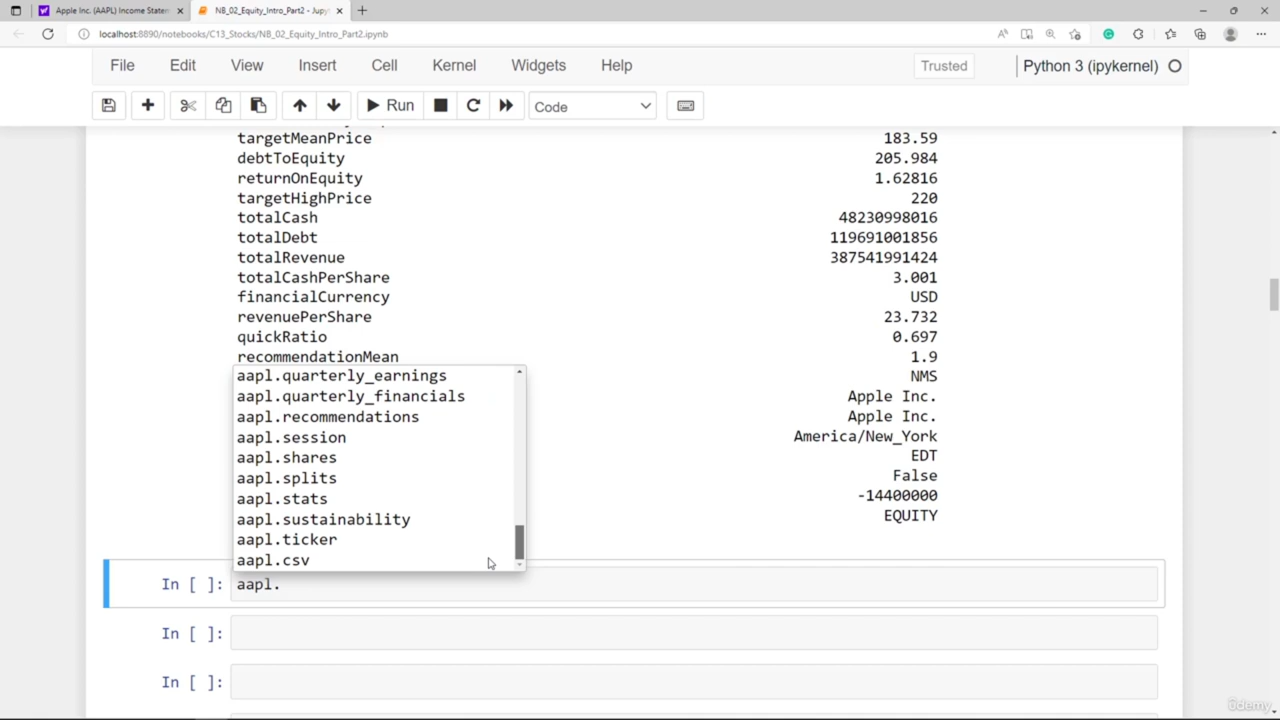 Apple Inc. (AAPL) Income Statem
NB_02_Equity_Intro_Part2 - Jupyt
localhost:8890/notebooks/C13_Stocks/NB_02_Equity_Intro_Part2.ipynb
File Edit View Insert Cell Kernel Widgets Help Trusted Python 3 (ipykernel)
Run Code
targetMeanPrice 183.59
debtToEquity 205.984
returnOnEquity 1.62816
targetHighPrice 220
totalCash 48230998016
totalDebt 119691001856
totalRevenue 387541991424
totalCashPerShare 3.001
financialCurrency USD
revenuePerShare 23.732
quickRatio 0.697
recommendationMean 1.9
aapl.quarterly_earnings NMS
aapl.quarterly_financials Apple Inc.
aapl.recommendations Apple Inc.
aapl.session America/New_York
aapl.shares EDT
aapl.splits False
aapl.stats -14400000
aapl.sustainability EQUITY
aapl.ticker
aapl.csv
In [ ]: aapl.
In [ ]:
In [ ]:
ûdemy